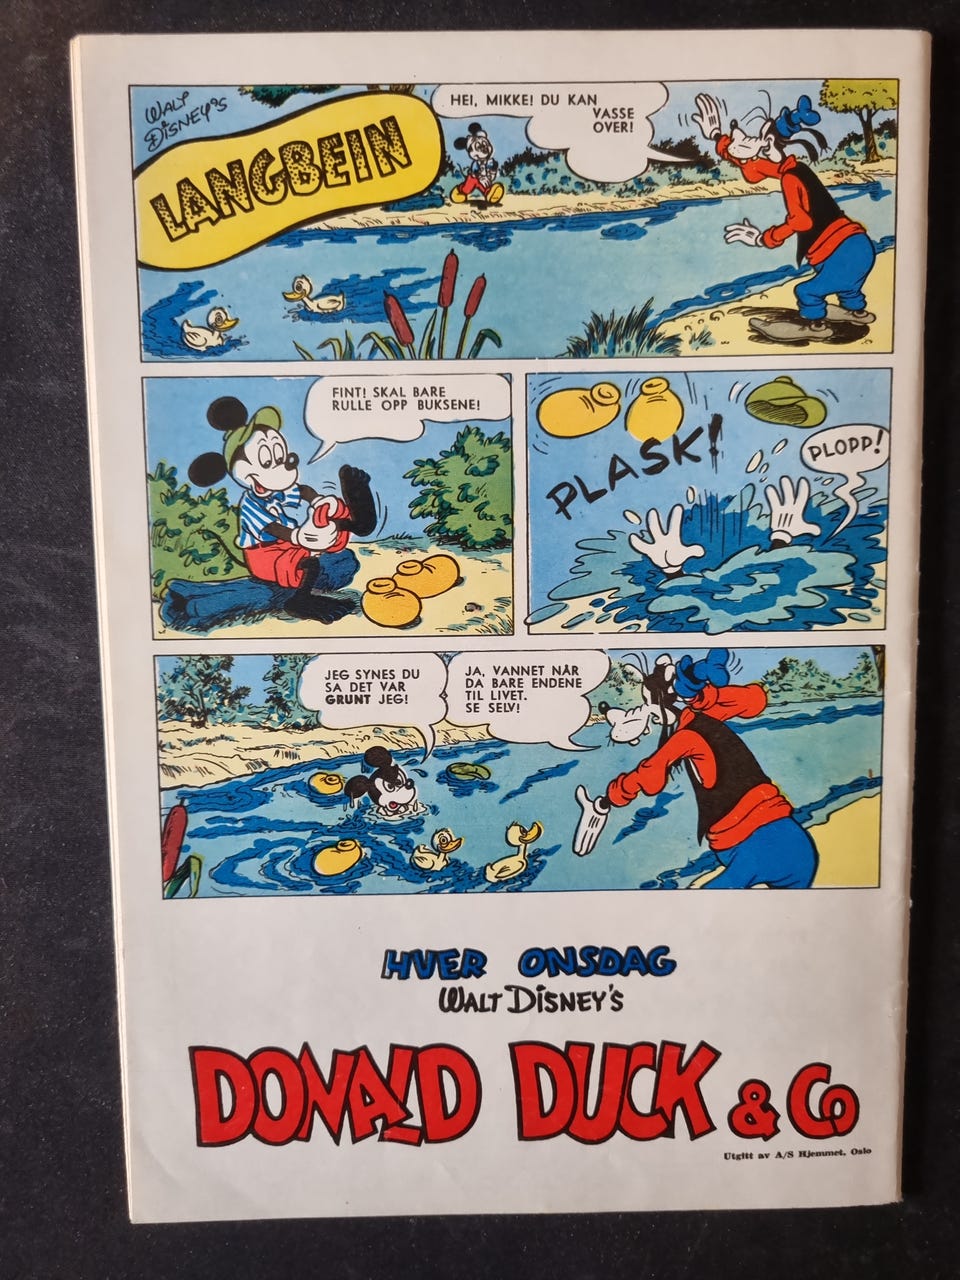 WALT
DISNEY'S
LANGBEIN
HEI, MIKKE! DU KAN
VASSE
OVER!
FINT! SKAL BARE
RULLE OPP BUKSENE!
PLASK!
PLOPP!
JEG SYNES DU
SA DET VAR
GRUNT JEG!
JA, VANNET NÅR
DA BARE ENDENE
TIL LIVET.
SE SELV!
HVER ONSDAG
WALT DISNEY'S
DONALD DUCK & Co
Utgitt av A/S Hjemmet, Oslo